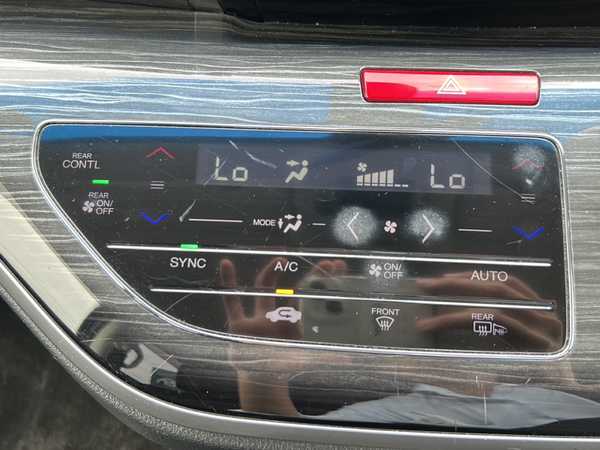 REAR
CONTL
Lo
Lo
REAR
ON/
OFF
MODE
SYNC
A/C
ON/
OFF
AUTO
FRONT
REAR